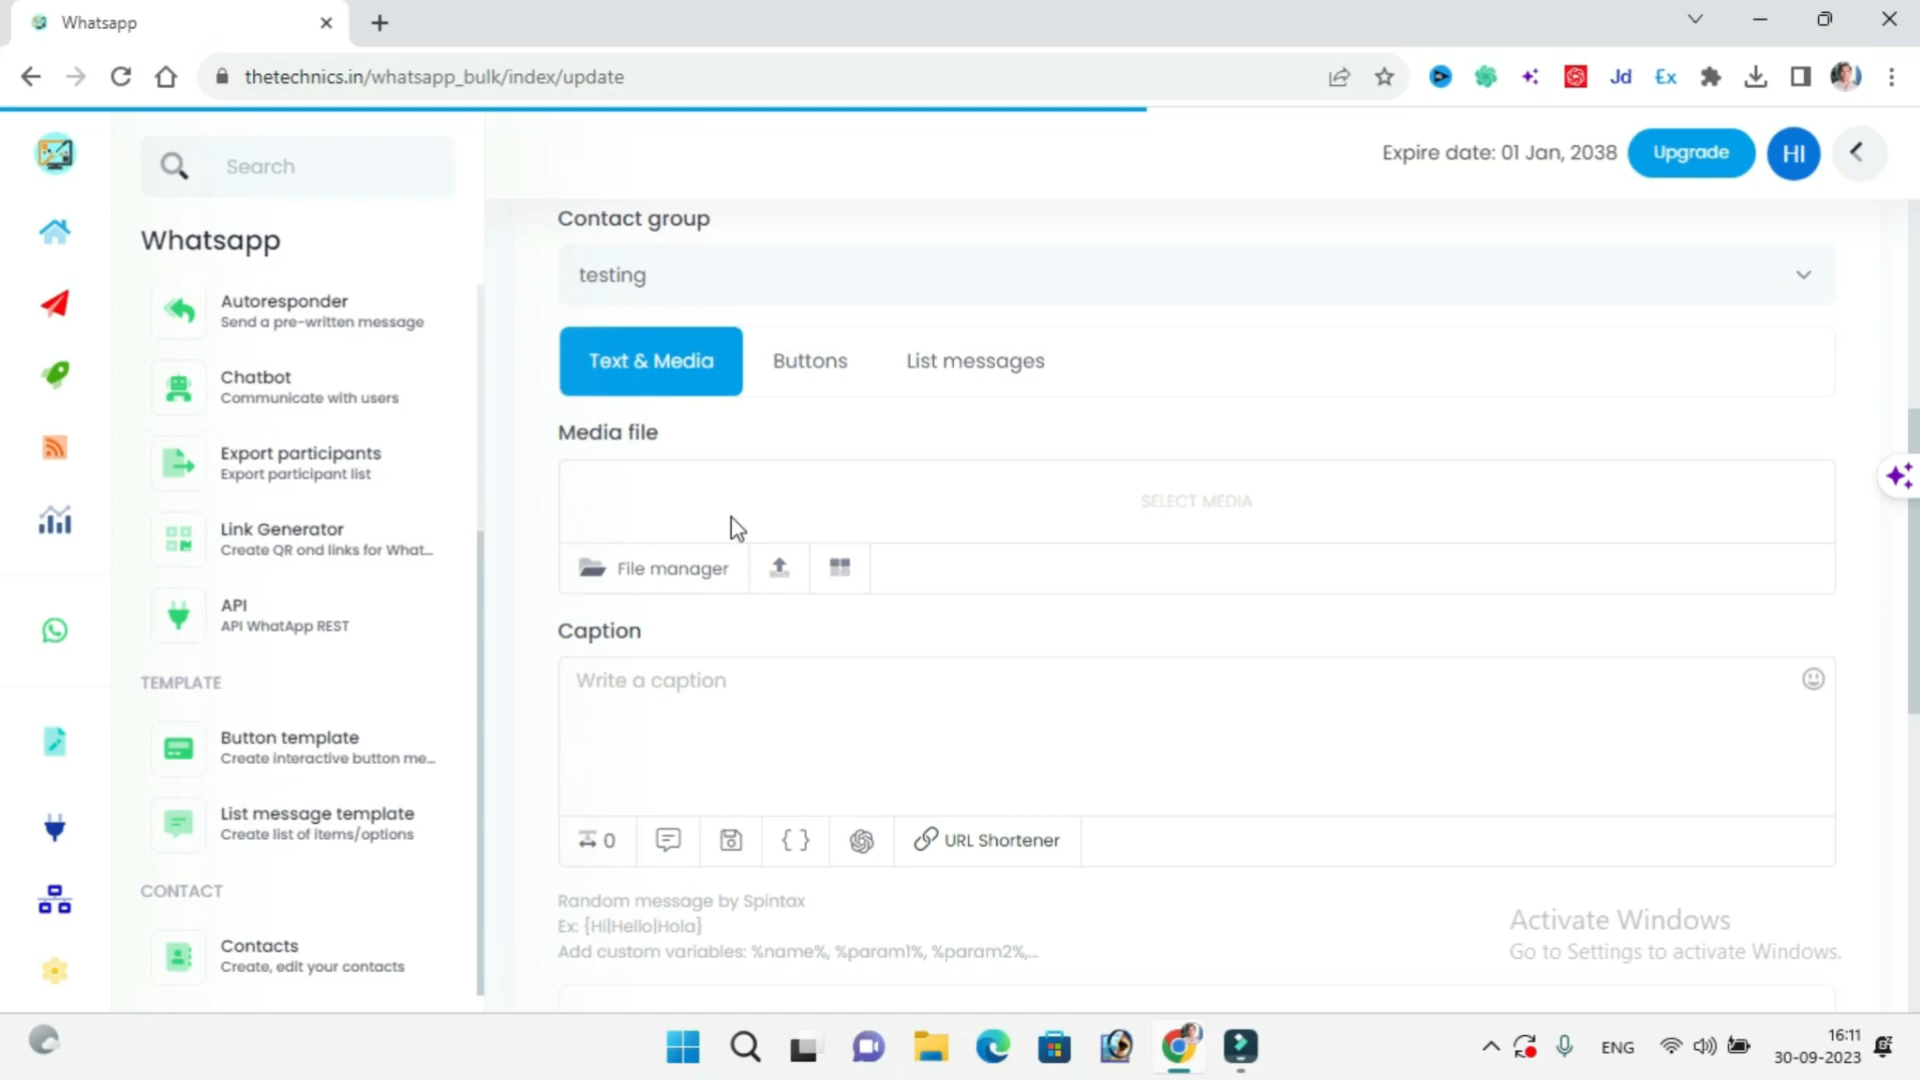 Whatsapp
thetechnics.in/whatsapp_bulk/index/update
Jd
Ex
Search
Expire date: 01 Jan, 2038
Upgrade
HI
Whatsapp
Autoresponder
Send a pre-written message
Chatbot
Communicate with users
Export participants
Export participant list
Link Generator
Create QR ond links for What...
API
API WhatApp REST
TEMPLATE
Button template
Create interactive button me...
List message template
Create list of items/options
CONTACT
Contacts
Create, edit your contacts
Contact group
testing
Text & Media
Buttons
List messages
Media file
SELECT MEDIA
File manager
Caption
Write a caption
0
{ }
URL Shortener
Random message by Spintax
Ex: {Hi|Hello|Hola}
Add custom variables: %name%, %param1%, %param2%,...
Activate Windows
Go to Settings to activate Windows.
ENG
16:11
30-09-2023